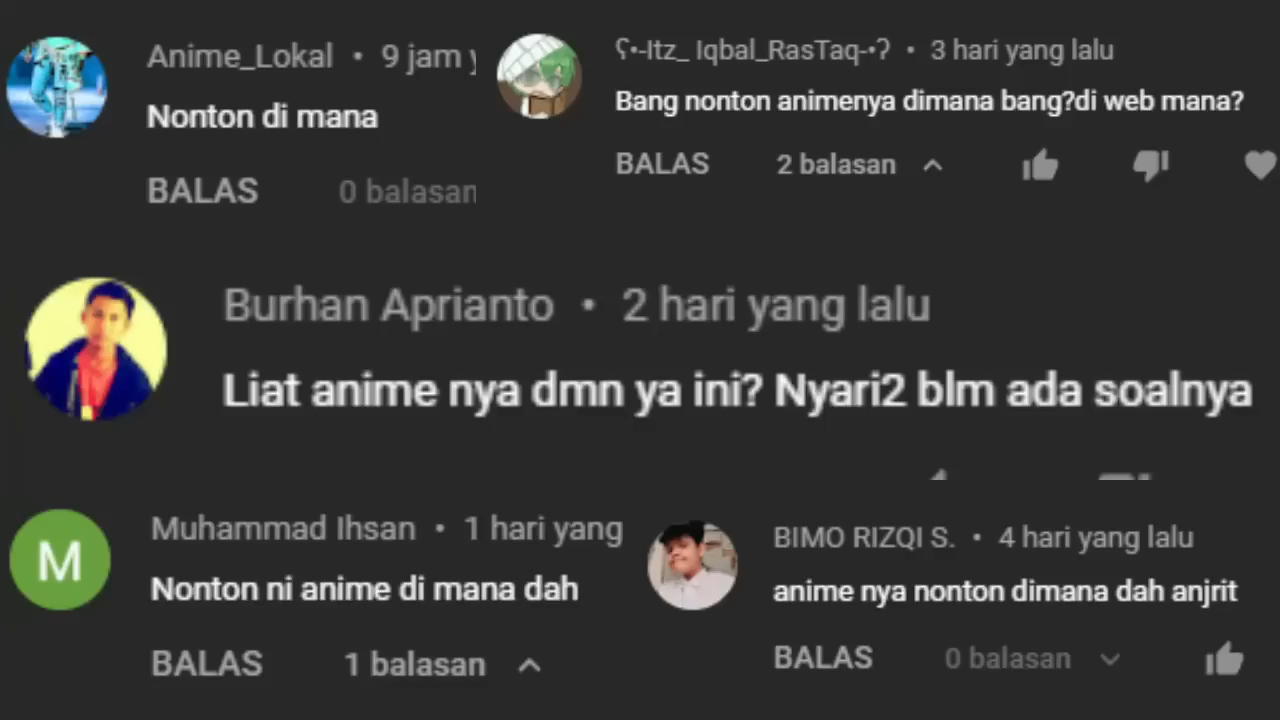 Anime_Lokal • 9 jam
Nonton di mana
BALAS 0 balasan
ʕ•-Itz_ Iqbal_RasTaq-•ʔ • 3 hari yang lalu
Bang nonton animenya dimana bang?di web mana?
BALAS 2 balasan
Burhan Aprianto • 2 hari yang lalu
Liat anime nya dmn ya ini? Nyari2 blm ada soalnya
M
Muhammad Ihsan • 1 hari yang
Nonton ni anime di mana dah
BALAS 1 balasan
BIMO RIZQI S. • 4 hari yang lalu
anime nya nonton dimana dah anjrit
BALAS 0 balasan